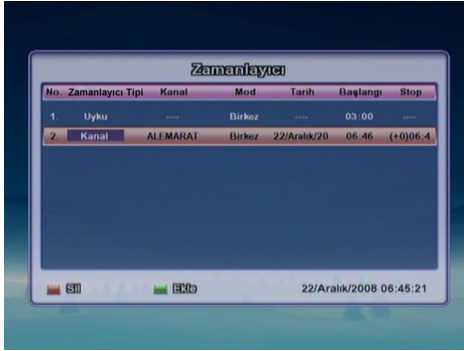 Zamanlayıcı
No. Zamanlayıcı Tipi Kanal Mod Tarih Başlangı Stop
1. Uyku ---- Birkez ---- 03:00 ----
2. Kanal ALEMARAT Birkez 22/Aralık/20 06:46 (+0)06:4
Sil Ekle 22/Aralık/2008 06:45:21